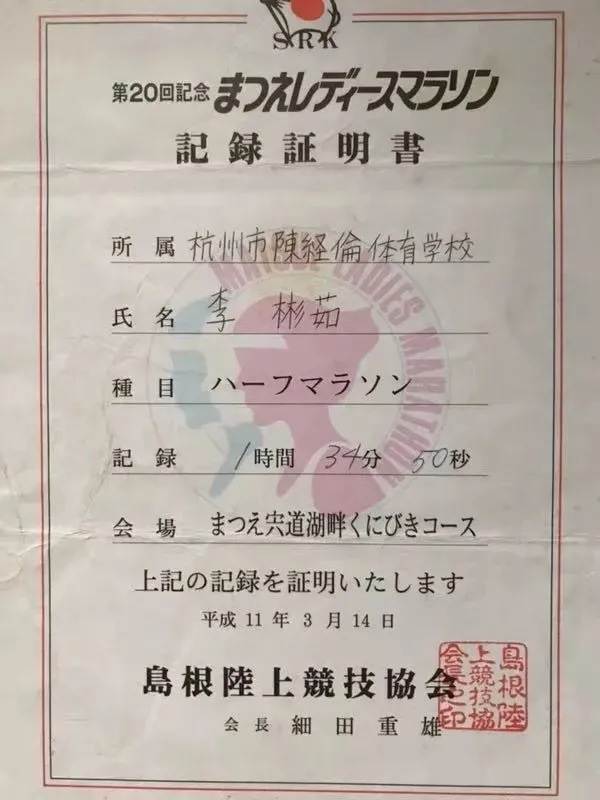 SRK
第20回記念 まつえレディースマラソン
記録証明書
MATSUE LADIES MARATHON
所属 杭州市陳経倫体育学校
氏名 李彬茹
種目 ハーフマラソン
記録 1時間 34分 50秒
会場 まつえ宍道湖畔くにびきコース
上記の記録を証明いたします
平成11年3月14日
島根陸上競技協会
会長 細田重雄
島根陸
上競技協
会長之印